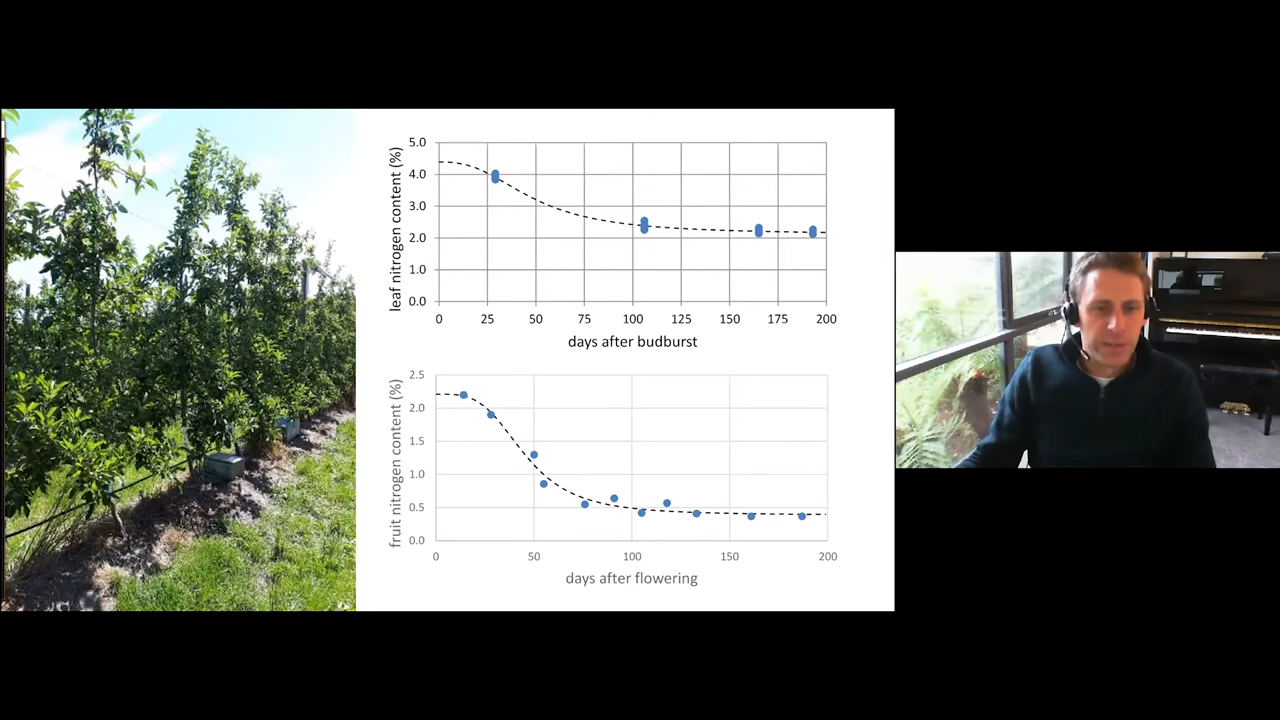 leaf nitrogen content (%)
5.0
4.0
3.0
2.0
1.0
0.0
0 25 50 75 100 125 150 175 200
days after budburst
fruit nitrogen content (%)
2.5
2.0
1.5
1.0
0.5
0.0
0 50 100 150 200
days after flowering